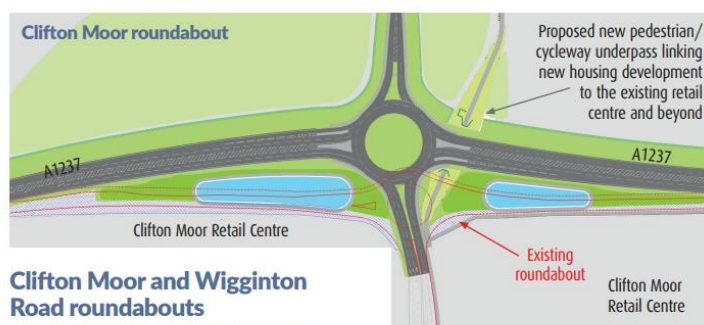 Clifton Moor roundabout
Proposed new pedestrian/
cycleway underpass linking
new housing development
to the existing retail
centre and beyond
A1237
A1237
Clifton Moor Retail Centre
Existing
roundabout
Clifton Moor
Retail Centre
Clifton Moor and Wigginton
Road roundabouts